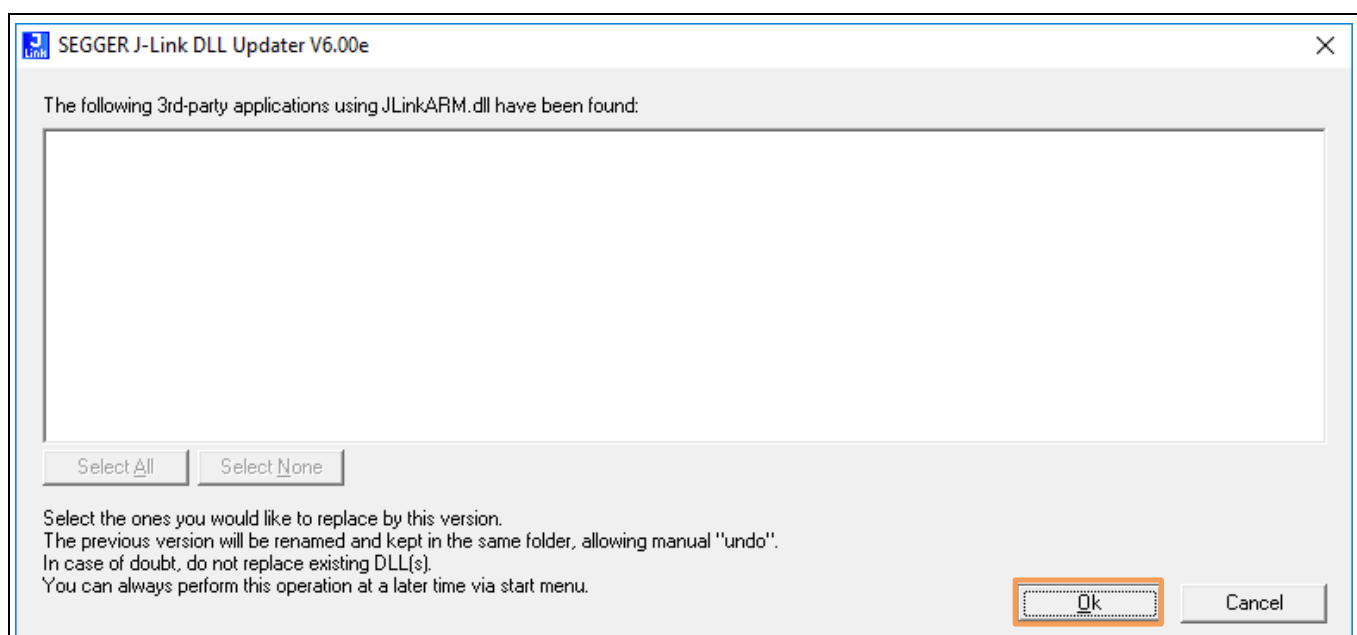 J
Link
SEGGER J-Link DLL Updater V6.00e
The following 3rd-party applications using JLinkARM.dll have been found:
Select All Select None
Select the ones you would like to replace by this version.
The previous version will be renamed and kept in the same folder, allowing manual "undo".
In case of doubt, do not replace existing DLL(s).
You can always perform this operation at a later time via start menu.
Ok Cancel